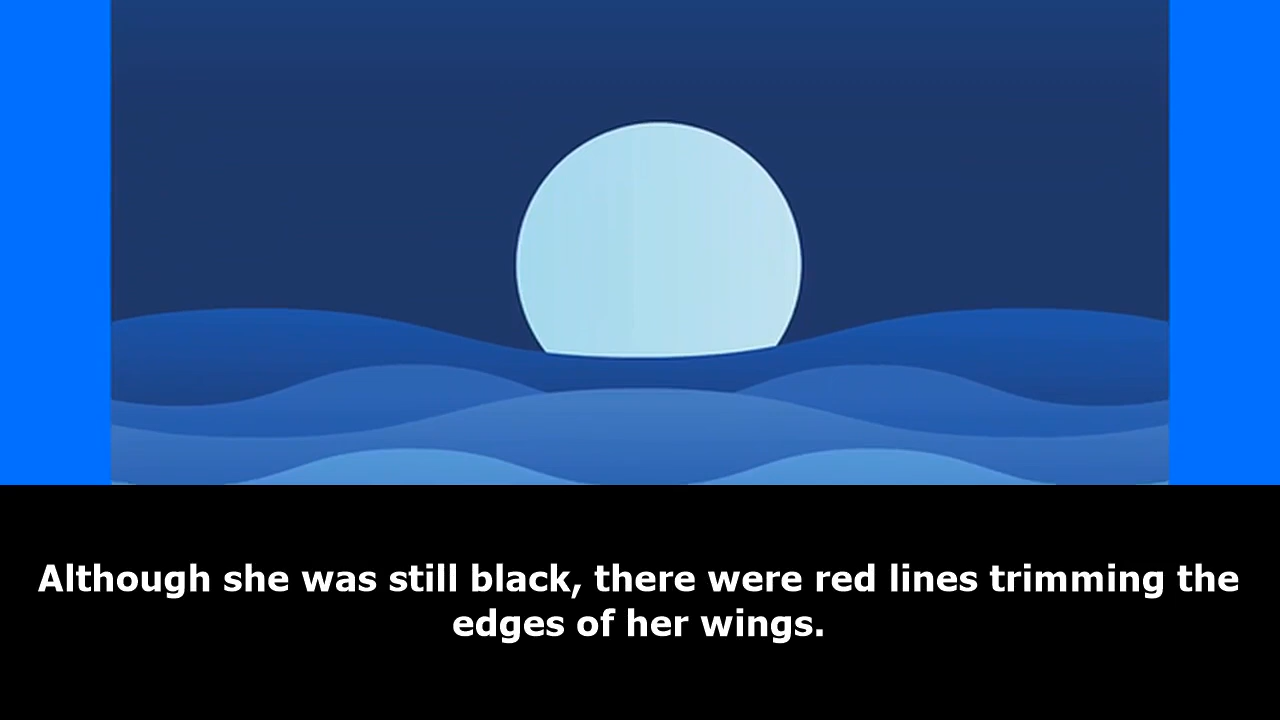 Although she was still black, there were red lines trimming the
edges of her wings.